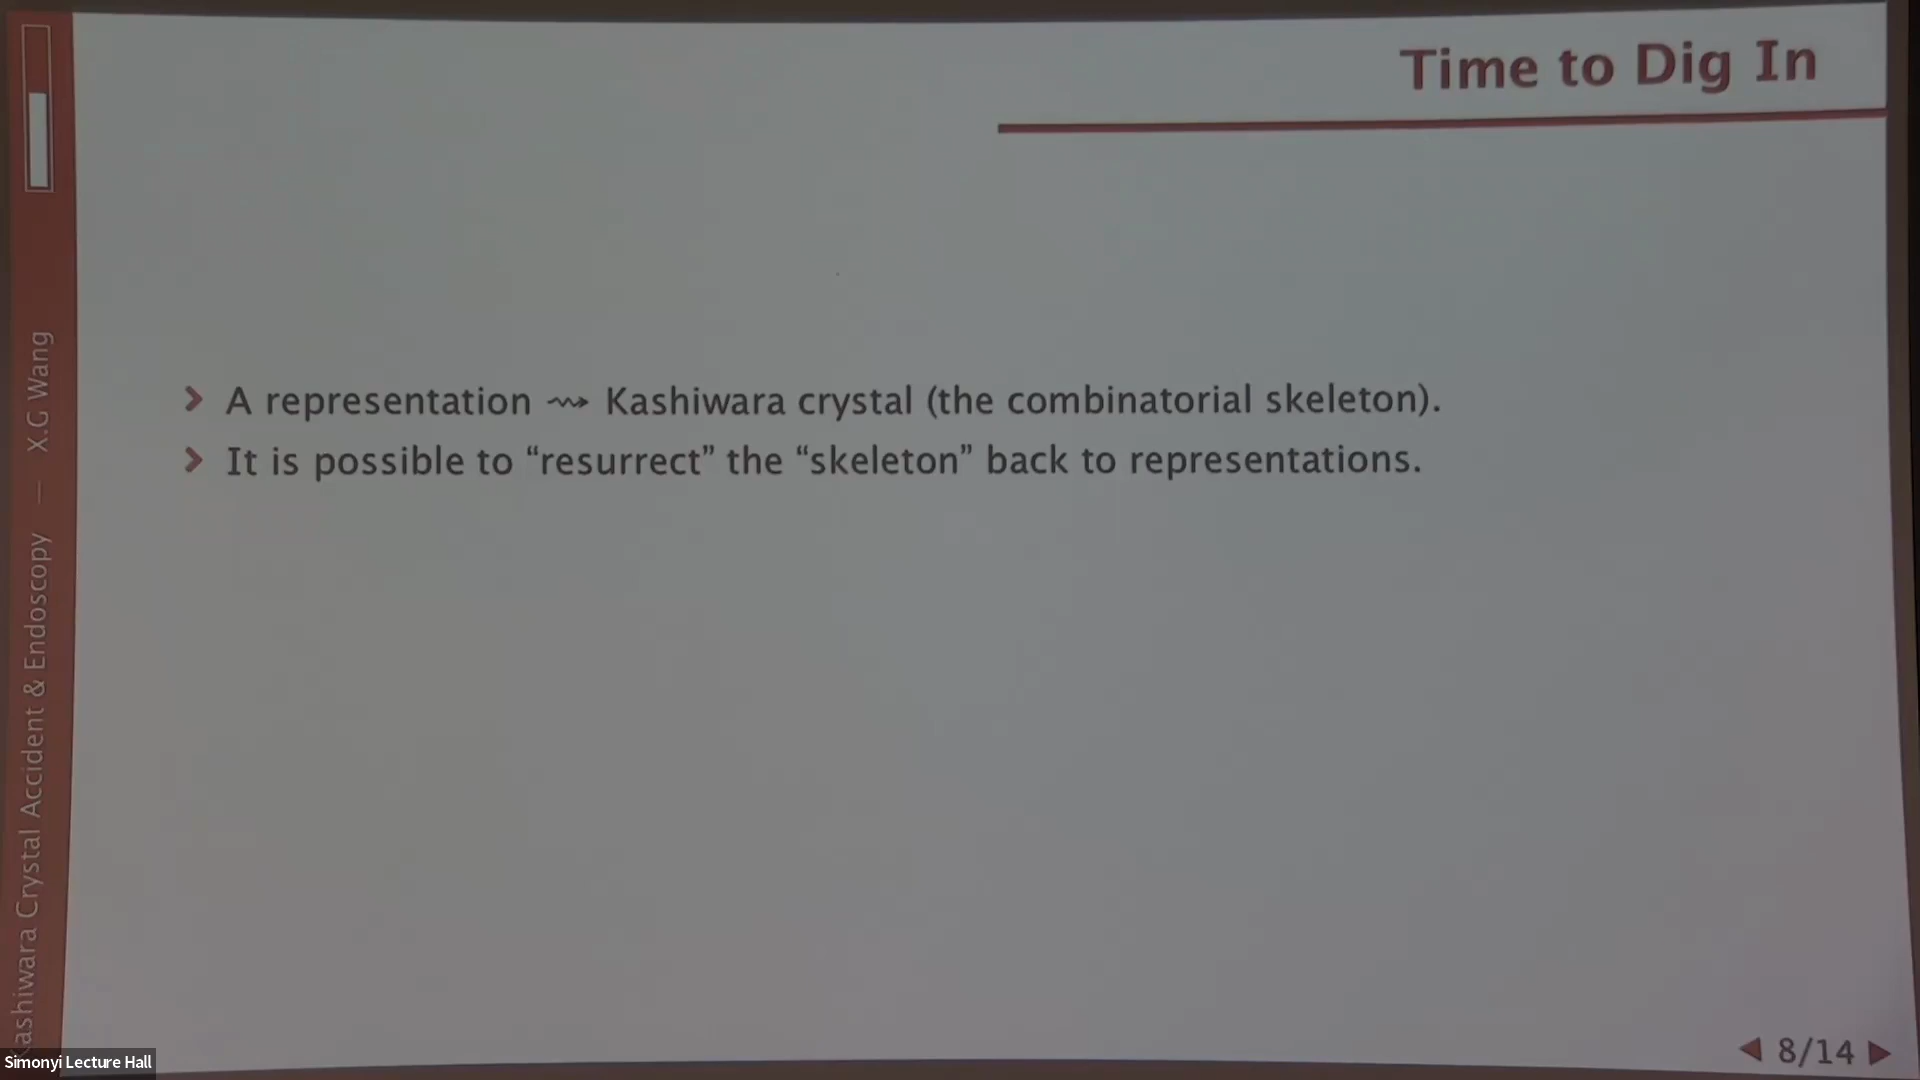 Time to Dig In
A representation ⇝ Kashiwara crystal (the combinatorial skeleton).
It is possible to “resurrect” the “skeleton” back to representations.
Kashiwara Crystal Accident & Endoscopy — X.G Wang
8/14
Simonyi Lecture Hall